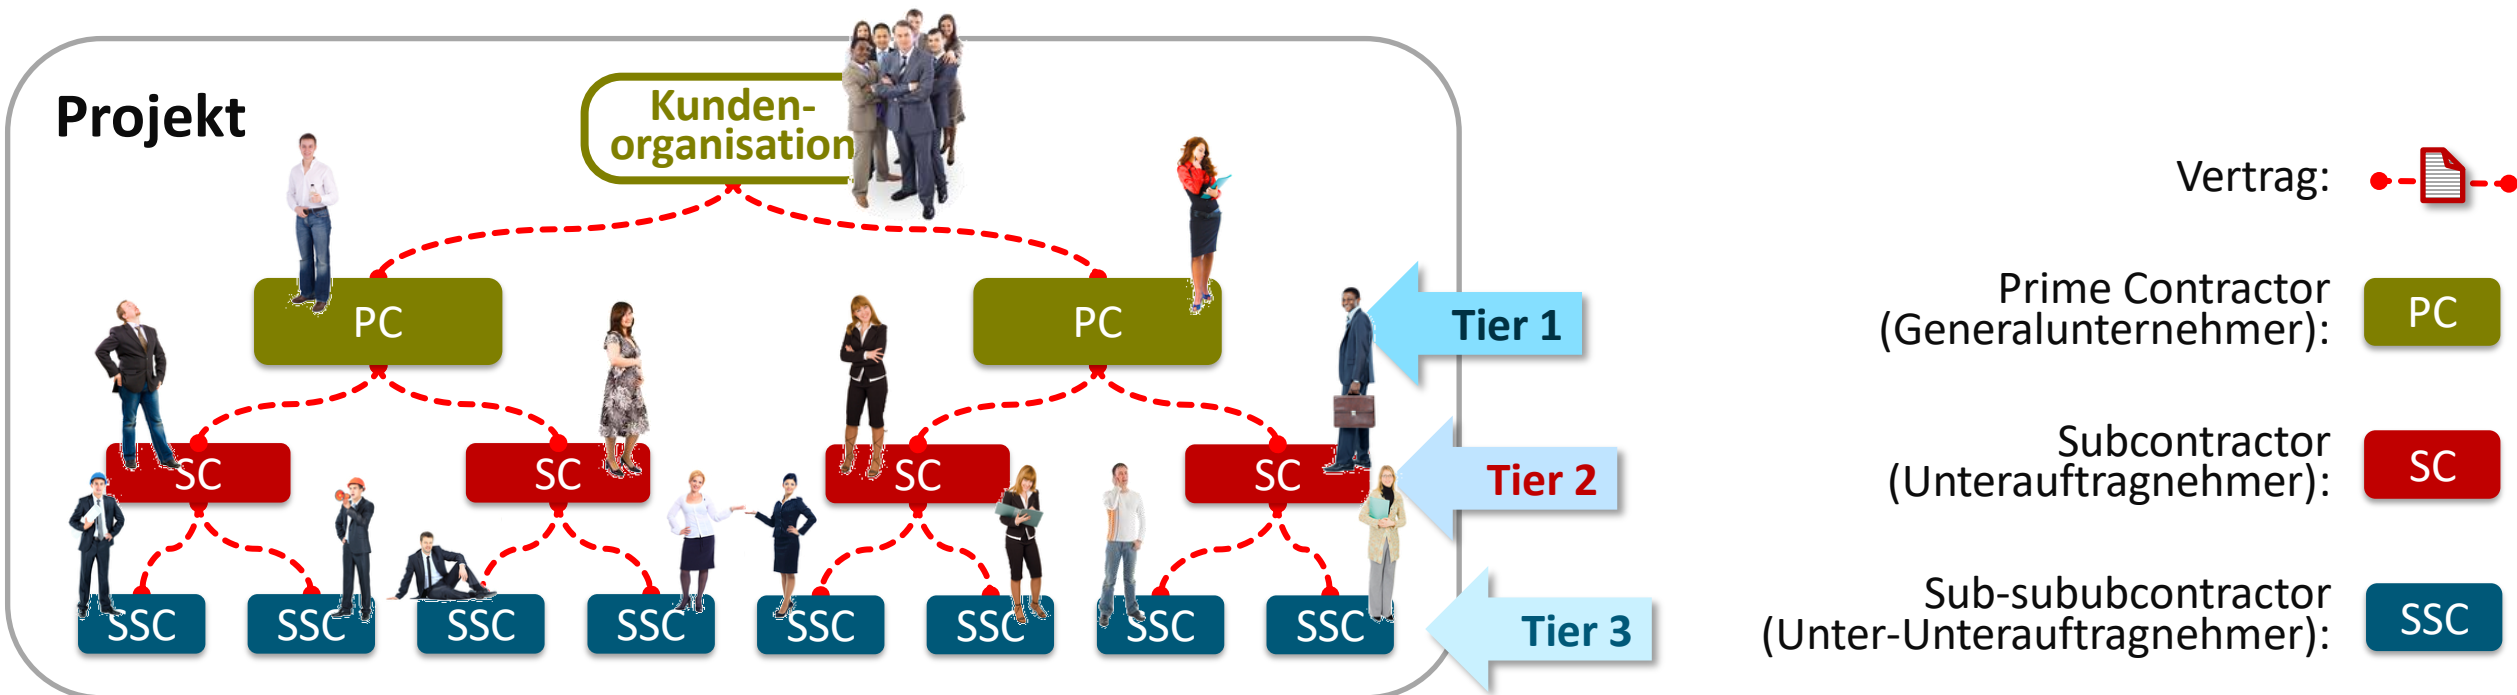 Projekt
Kunden-
organisation
PC
PC
Tier 1
SC
SC
SC
SC
Tier 2
SSC
SSC
SSC
SSC
SSC
SSC
SSC
SSC
Tier 3
Vertrag:
Prime Contractor
(Generalunternehmer):
PC
Subcontractor
(Unterauftragnehmer):
SC
Sub-sububcontractor
(Unter-Unterauftragnehmer):
SSC